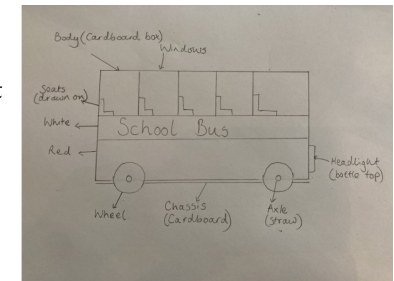 Body (Cardboard box)
Windows
Seats
(drawn on)
White
School Bus
Red
Headlight
(bottle top)
Wheel
Chassis
(Cardboard)
Axle
(straw)